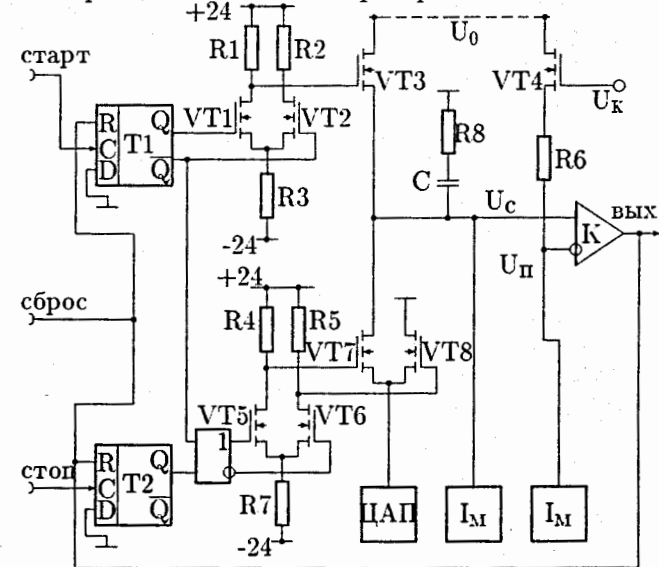 +24
старт
R1
R2
U₀
VT3
VT4
Uк
R
Q
VT1
VT2
C
T1
D
Q
R8
R6
R3
C
Uс
вых
К
-24
Uп
+24
сброс
R4
R5
VT7
VT8
VT5
VT6
1
стоп
R
Q
C
T2
D
Q
R7
ЦАП
Iм
Iм
-24